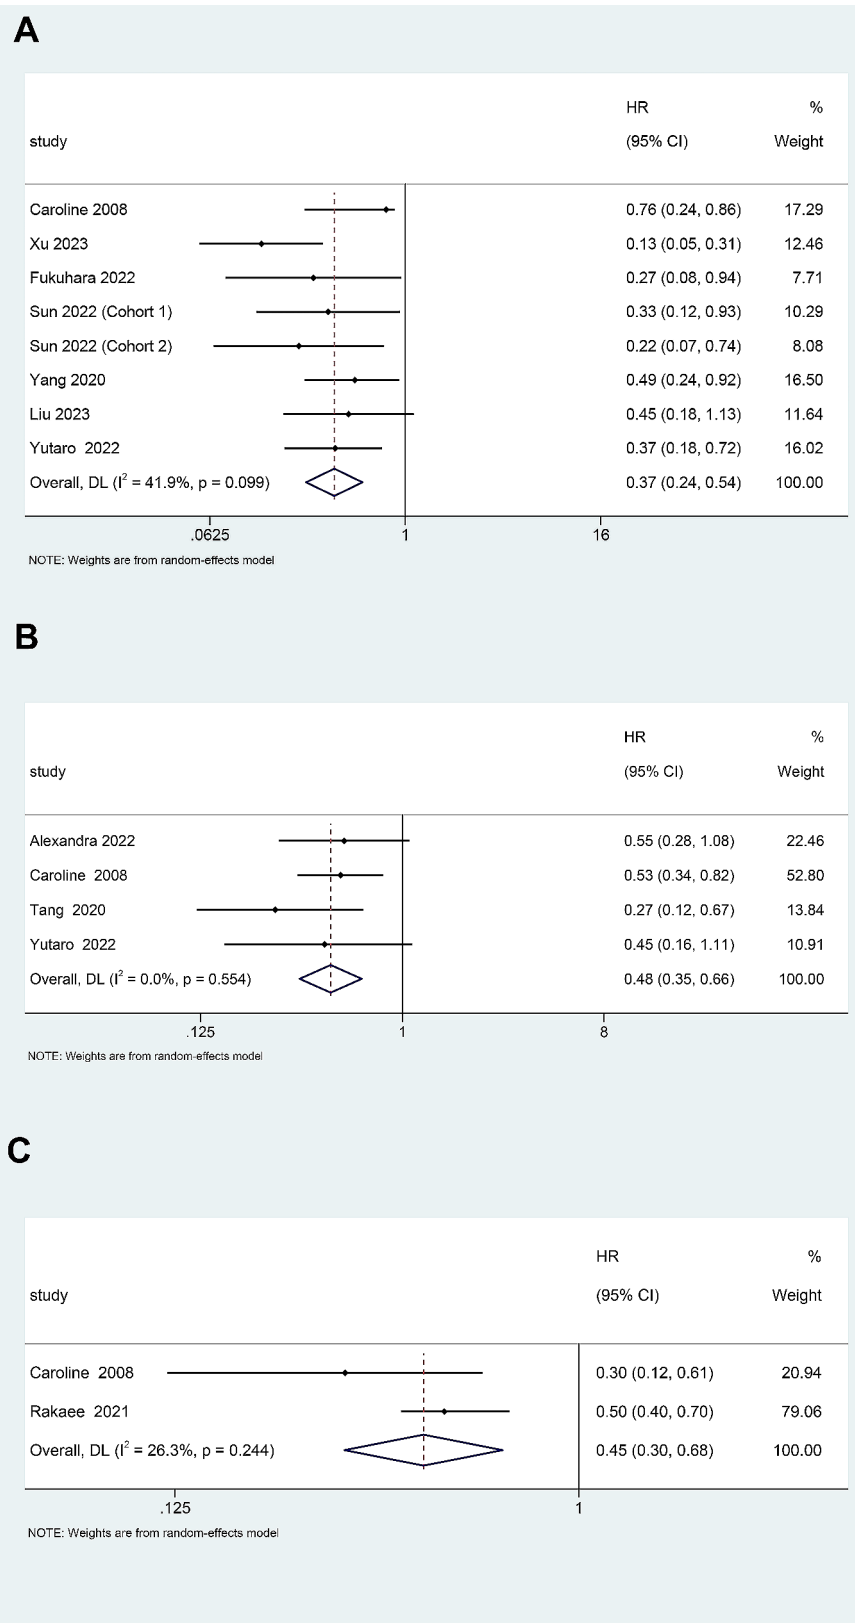 A
HR %
study (95% CI) Weight
Caroline 2008 0.76 (0.24, 0.86) 17.29
Xu 2023 0.13 (0.05, 0.31) 12.46
Fukuhara 2022 0.27 (0.08, 0.94) 7.71
Sun 2022 (Cohort 1) 0.33 (0.12, 0.93) 10.29
Sun 2022 (Cohort 2) 0.22 (0.07, 0.74) 8.08
Yang 2020 0.49 (0.24, 0.92) 16.50
Liu 2023 0.45 (0.18, 1.13) 11.64
Yutaro 2022 0.37 (0.18, 0.72) 16.02
Overall, DL (I² = 41.9%, p = 0.099) 0.37 (0.24, 0.54) 100.00
.0625 1 16
NOTE: Weights are from random-effects model
B
HR %
study (95% CI) Weight
Alexandra 2022 0.55 (0.28, 1.08) 22.46
Caroline 2008 0.53 (0.34, 0.82) 52.80
Tang 2020 0.27 (0.12, 0.67) 13.84
Yutaro 2022 0.45 (0.16, 1.11) 10.91
Overall, DL (I² = 0.0%, p = 0.554) 0.48 (0.35, 0.66) 100.00
.125 1 8
NOTE: Weights are from random-effects model
C
HR %
study (95% CI) Weight
Caroline 2008 0.30 (0.12, 0.61) 20.94
Rakaee 2021 0.50 (0.40, 0.70) 79.06
Overall, DL (I² = 26.3%, p = 0.244) 0.45 (0.30, 0.68) 100.00
.125 1
NOTE: Weights are from random-effects model